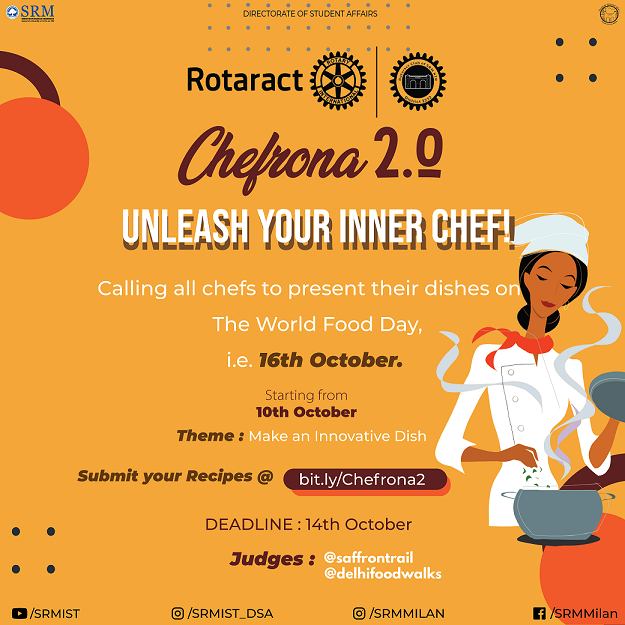 SRM
DIRECTORATE OF STUDENT AFFAIRS
Rotaract
ROTARY
INTERNATIONAL
Chefrona 2.0
UNLEASH YOUR INNER CHEF!
Calling all chefs to present their dishes on
The World Food Day,
i.e. 16th October.
Starting from
10th October
Theme : Make an Innovative Dish
Submit your Recipes @ bit.ly/Chefrona2
DEADLINE : 14th October
Judges : @saffrontrail
@delhifoodwalks
/SRMIST /SRMIST_DSA /SRMMILAN /SRMMilan